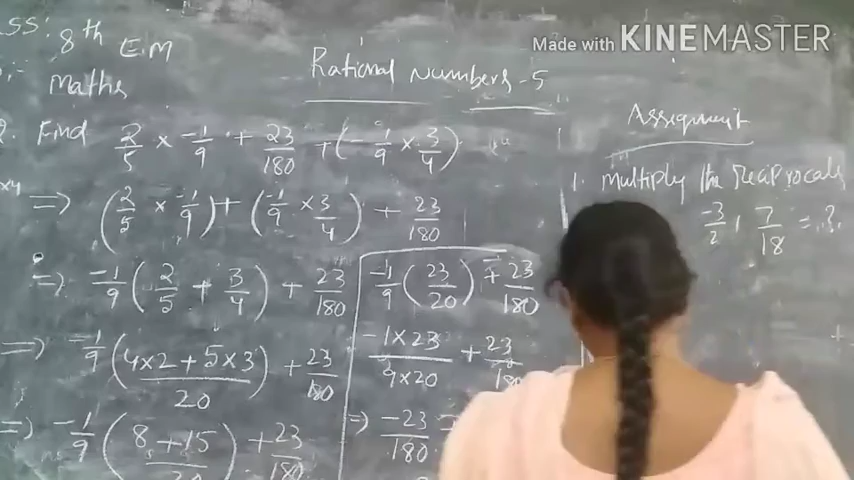 Made with KINEMASTER
SS: 8th E.M
Maths
Rational Numbers - 5
Find 2/5 × -1/9 + 23/180 + (-1/9 × 3/4)
⇒ (2/5 × -1/9) + (-1/9 × 3/4) + 23/180
⇒ -1/9 (2/5 + 3/4) + 23/180
⇒ -1/9 (4×2 + 5×3 / 20) + 23/180
⇒ -1/9 (8 + 15 / 20) + 23/180
-1/9 (23/20) + 23/180
-1×23 / 9×20 + 23/180
⇒ -23/180
Assignment
1. Multiply the Reciprocals
-3/2, 7/18 = ..?